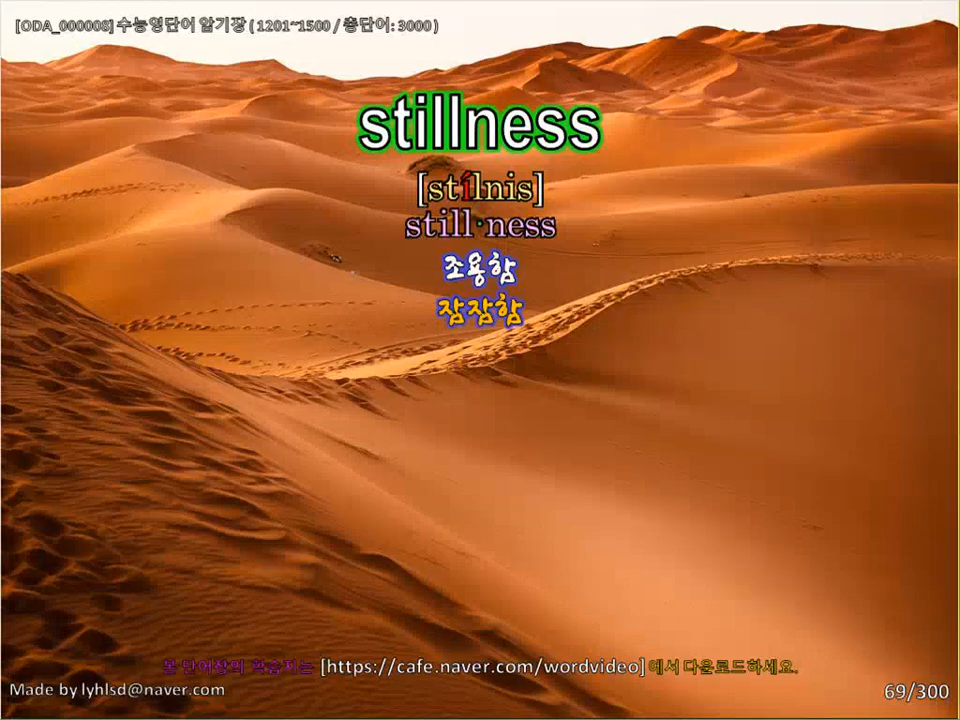 [ODA_000008] 수능영단어 암기장 ( 1201~1500 / 총단어: 3000 )
stillness
[stílnis]
still·ness
조용함
잠잠함
본 단어장의 학습지는 [https://cafe.naver.com/wordvideo] 에서 다운로드하세요.
Made by lyhlsd@naver.com
69/300